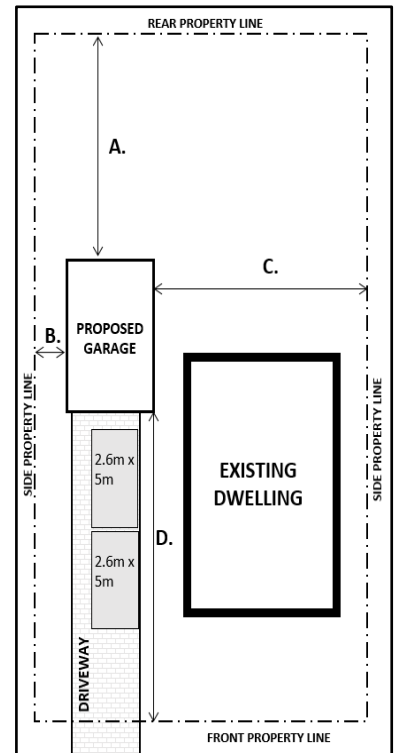 REAR PROPERTY LINE
A.
C.
PROPOSED
GARAGE
B.
SIDE PROPERTY LINE
SIDE PROPERTY LINE
2.6m x
5m
EXISTING
DWELLING
D.
2.6m x
5m
DRIVEWAY
FRONT PROPERTY LINE